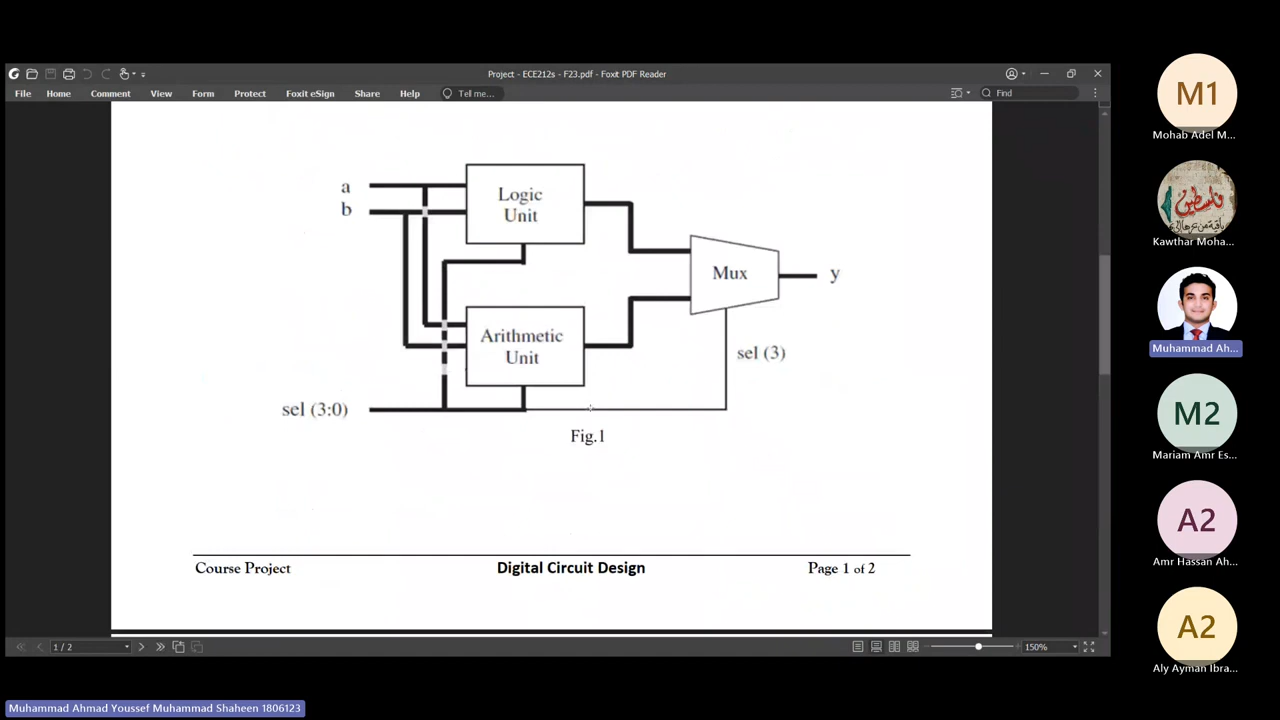 Project - ECE212s - F23.pdf - Foxit PDF Reader
File Home Comment View Form Protect Foxit eSign Share Help Tell me... Find
a
b
Logic
Unit
Mux
y
Arithmetic
Unit
sel (3)
sel (3:0)
Fig.1
Course Project Digital Circuit Design Page 1 of 2
1 / 2
150%
M1
Mohab Adel M...
فلسطين
Kawthar Moha...
Muhammad Ah...
M2
Mariam Amr Es...
A2
Amr Hassan Ah...
A2
Aly Ayman Ibra...
Muhammad Ahmad Youssef Muhammad Shaheen 1806123